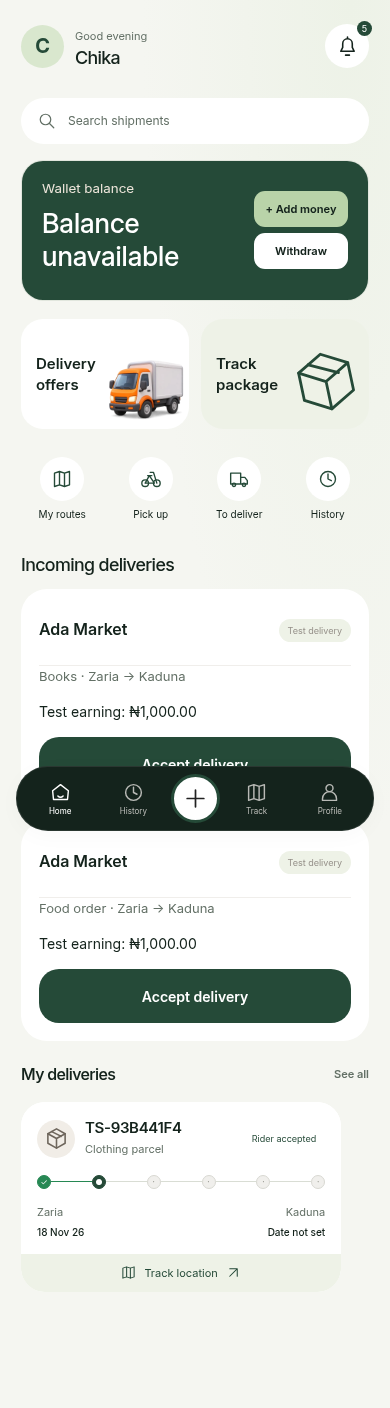 C
Good evening
Chika
5
Search shipments
Wallet balance
Balance
unavailable
+ Add money
Withdraw
Delivery
offers
Track
package
My routes
Pick up
To deliver
History
Incoming deliveries
Ada Market
Test delivery
Books · Zaria → Kaduna
Test earning: ₦1,000.00
Accept delivery
Home
History
Track
Profile
Ada Market
Test delivery
Food order · Zaria → Kaduna
Test earning: ₦1,000.00
Accept delivery
My deliveries
See all
TS-93B441F4
Clothing parcel
Rider accepted
Zaria
Kaduna
18 Nov 26
Date not set
Track location